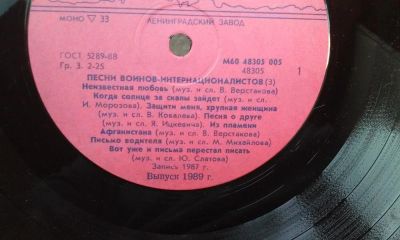 МОНО ▽ 33
ЛЕНИНГРАДСКИЙ ЗАВОД
ГОСТ 5289-88
Гр. 3. 2-25
М60 48305 005
48305
1
ПЕСНИ ВОИНОВ-ИНТЕРНАЦИОНАЛИСТОВ (3)
Неизвестная любовь (муз. и сл. В. Верстакова)
Когда солнце за скалы зайдет (муз. и сл.
И. Морозова). Защити меня, хрупкая женщина
(муз. и сл. В. Ковалева). Песня о друге
(муз. и сл. Я. Ицкевича). Из пламени
Афганистана (муз. и сл. В. Верстакова)
Письмо водителя (муз. и сл. М. Михайлова)
Вот уже и письма перестал писать
(муз. и сл. Ю. Слатова)
Запись 1987 г.
Выпуск 1989 г.